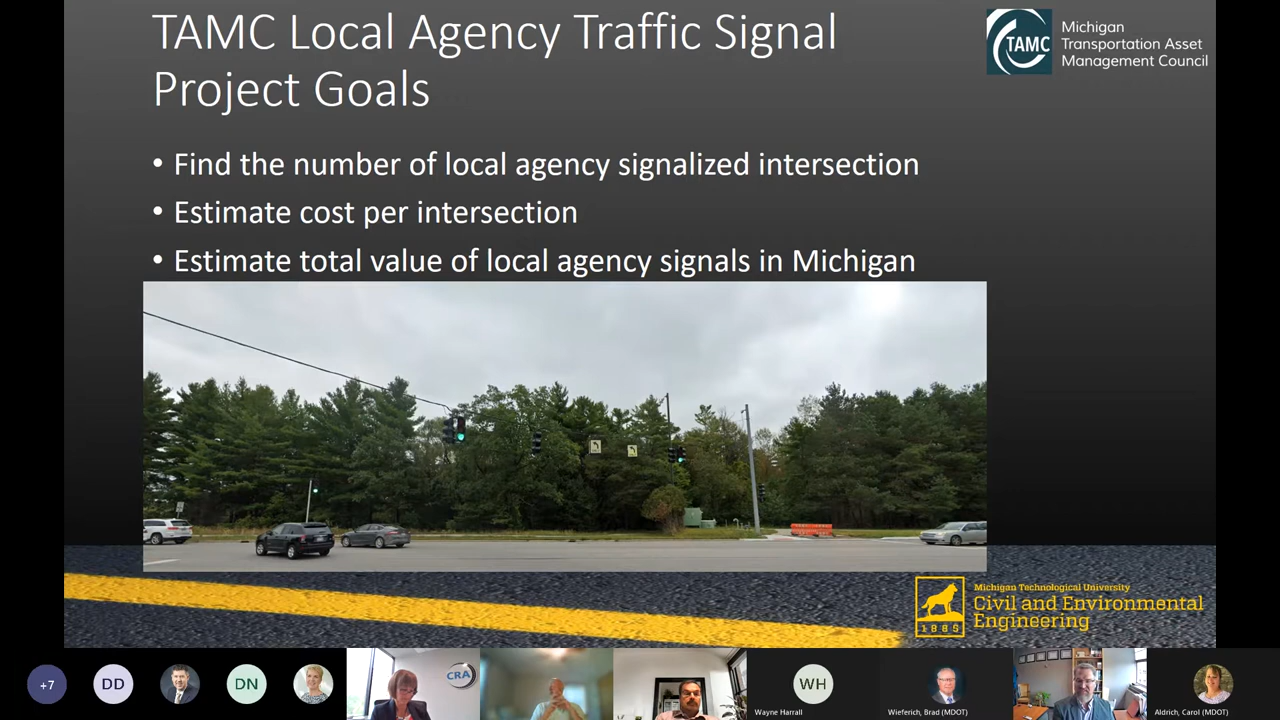 TAMC Local Agency Traffic Signal
Project Goals
TAMC
Michigan
Transportation Asset
Management Council
• Find the number of local agency signalized intersection
• Estimate cost per intersection
• Estimate total value of local agency signals in Michigan
1885
Michigan Technological University
Civil and Environmental
Engineering
+7
DD
DN
CRA
WH
Wayne Harrall
Wieferich, Brad (MDOT)
Aldrich, Carol (MDOT)